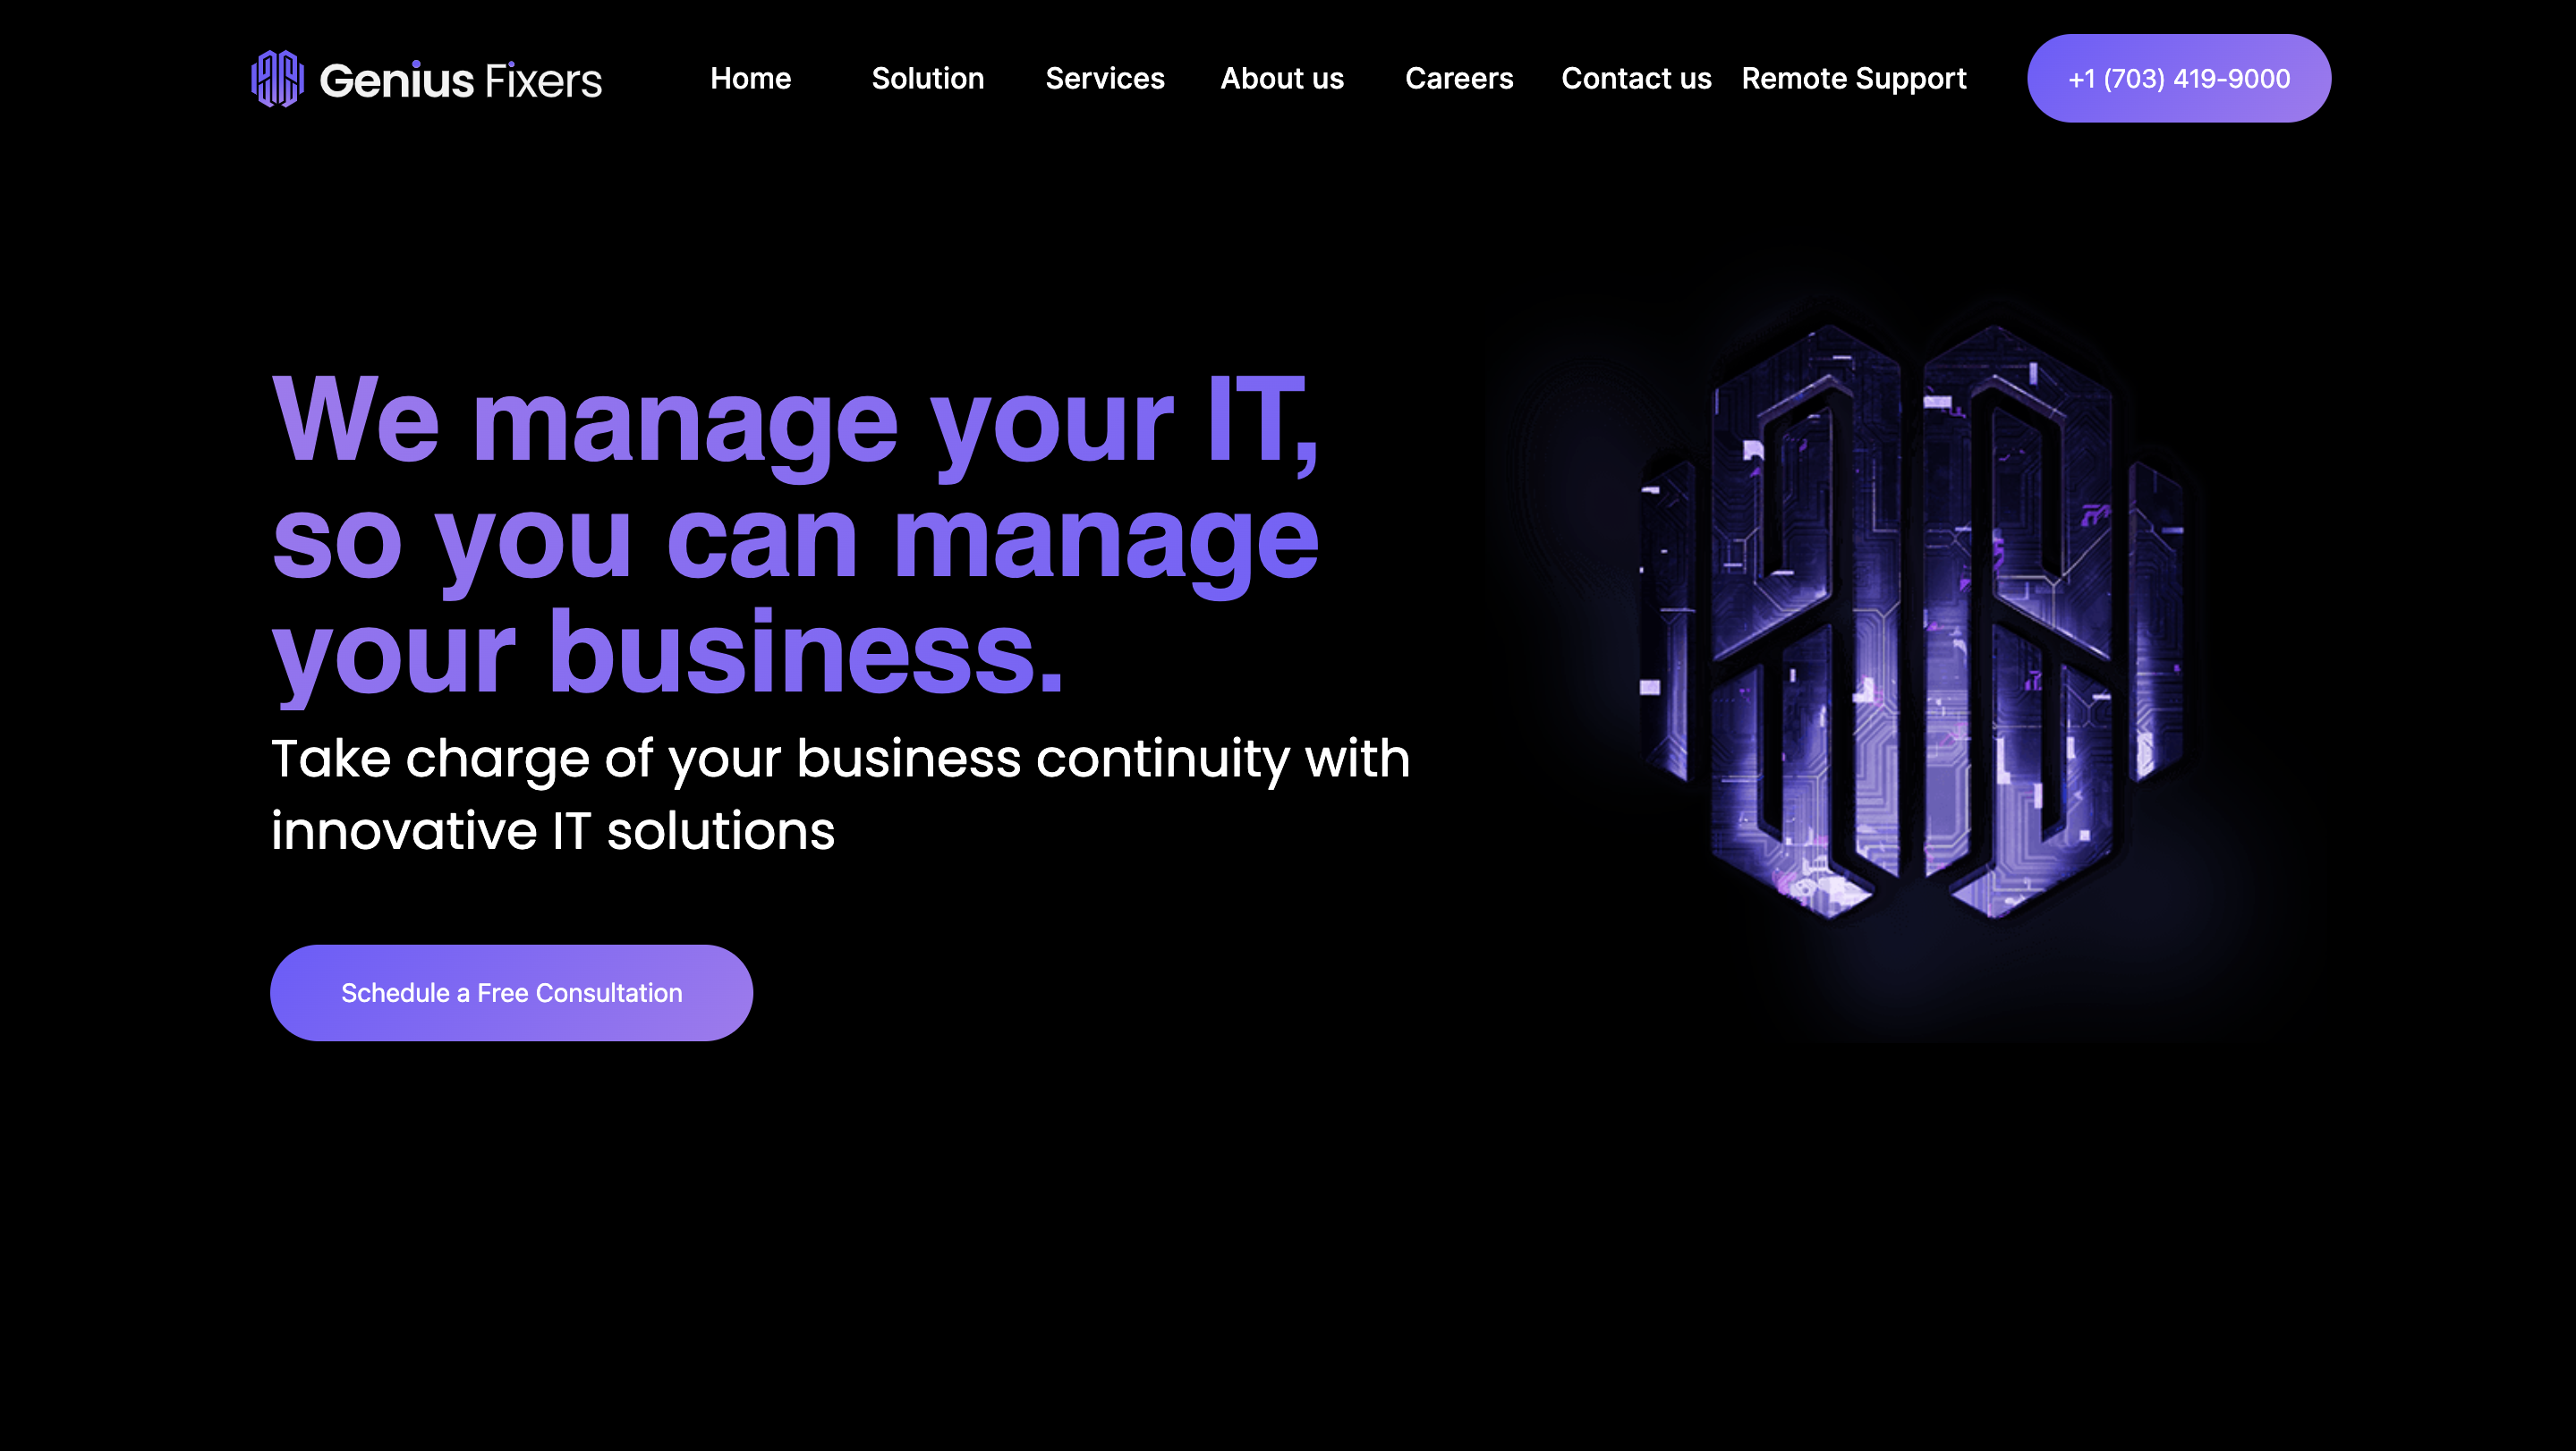 Genius Fixers
Home Solution Services About us Careers Contact us Remote Support +1 (703) 419-9000
We manage your IT,
so you can manage
your business.
Take charge of your business continuity with
innovative IT solutions
Schedule a Free Consultation